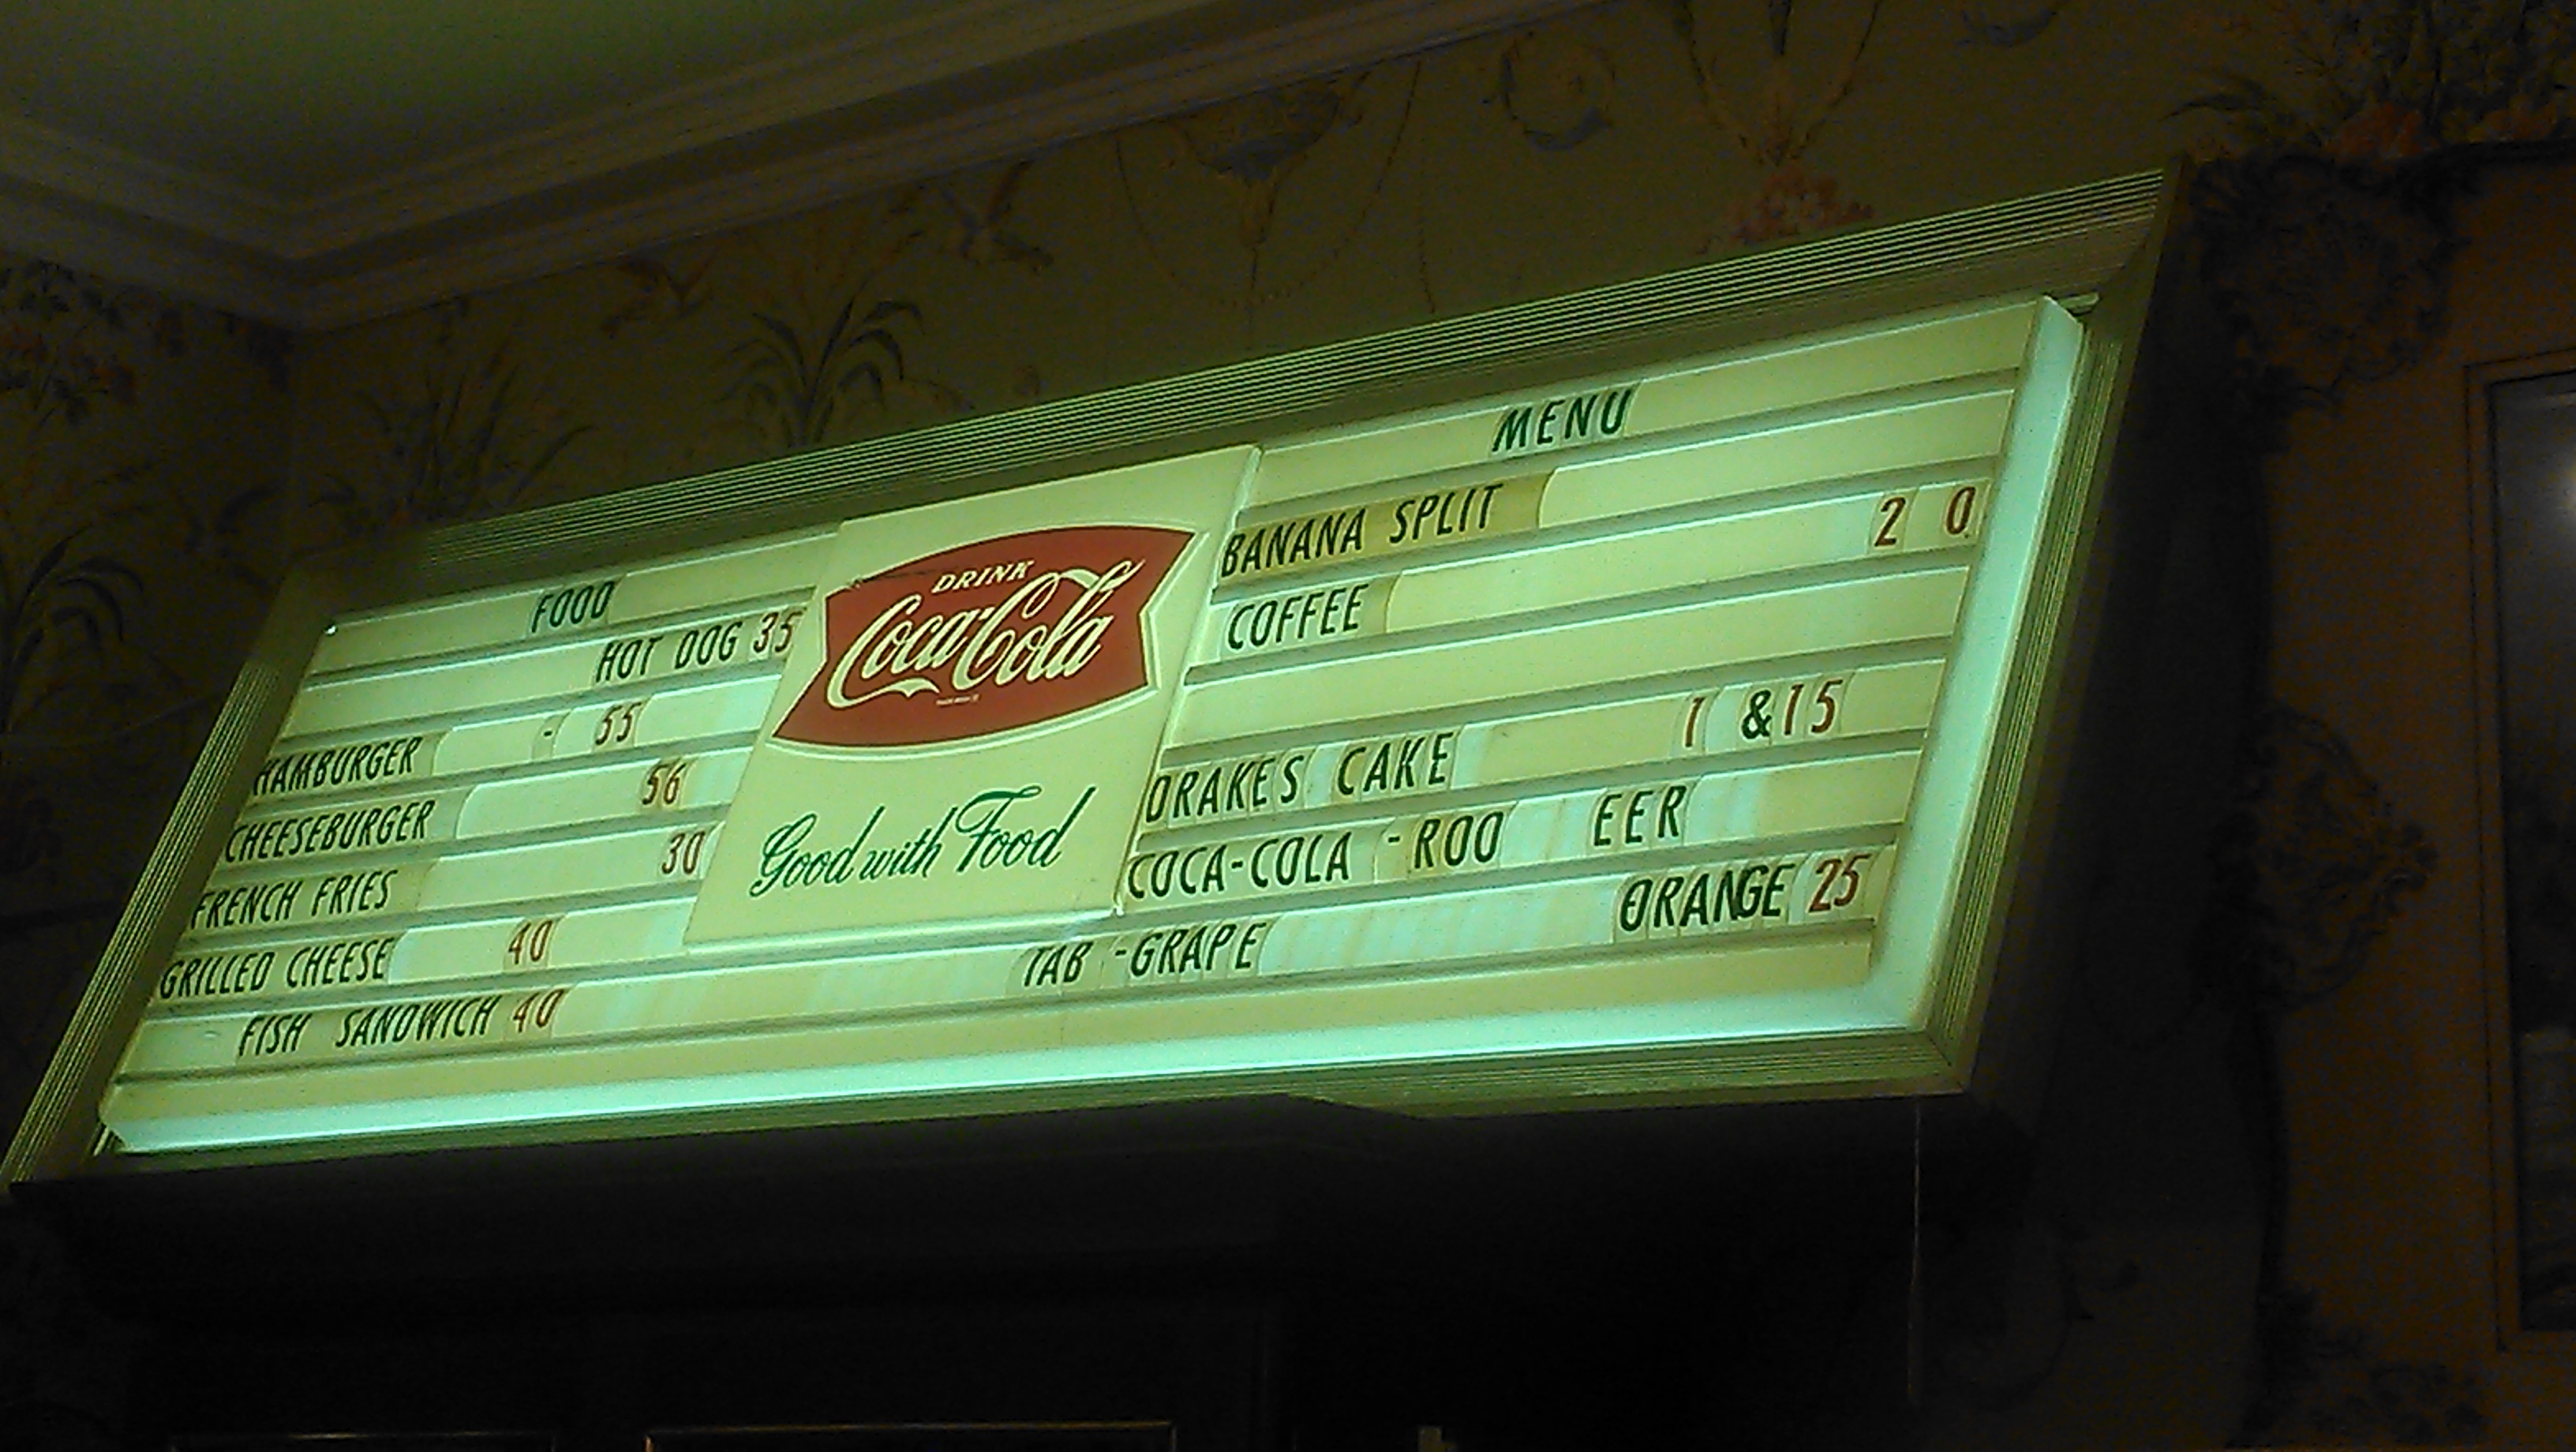 FOOD
HOT DOG 35
HAMBURGER - 55
CHEESEBURGER 56
FRENCH FRIES 30
GRILLED CHEESE 40
FISH SANDWICH 40
DRINK
Coca-Cola
Good with Food
MENU
BANANA SPLIT
COFFEE 2 0
DRAKES CAKE 1 &15
COCA-COLA -ROO EER
TAB -GRAPE ORANGE 25